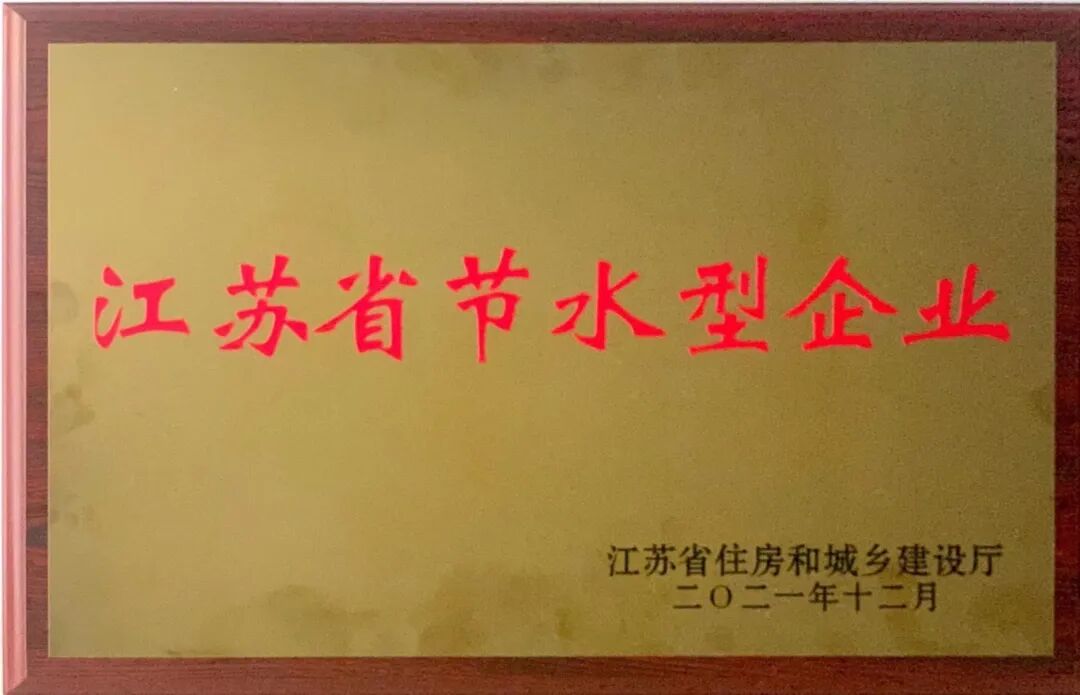 江苏省节水型企业
江苏省住房和城乡建设厅
二〇二一年十二月